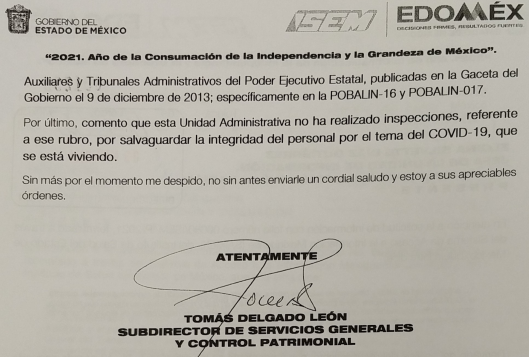 GOBIERNO DEL
ESTADO DE MÉXICO
ISEM
EDOMÉX
DECISIONES FIRMES, RESULTADOS FUERTES.
"2021. Año de la Consumación de la Independencia y la Grandeza de México".
Auxiliares y Tribunales Administrativos del Poder Ejecutivo Estatal, publicadas en la Gaceta del
Gobierno el 9 de diciembre de 2013; específicamente en la POBALIN-16 y POBALIN-017.
Por último, comento que esta Unidad Administrativa no ha realizado inspecciones, referente
a ese rubro, por salvaguardar la integridad del personal por el tema del COVID-19, que
se está viviendo.
Sin más por el momento me despido, no sin antes enviarle un cordial saludo y estoy a sus apreciables
órdenes.
ATENTAMENTE
TOMÁS DELGADO LEÓN
SUBDIRECTOR DE SERVICIOS GENERALES
Y CONTROL PATRIMONIAL